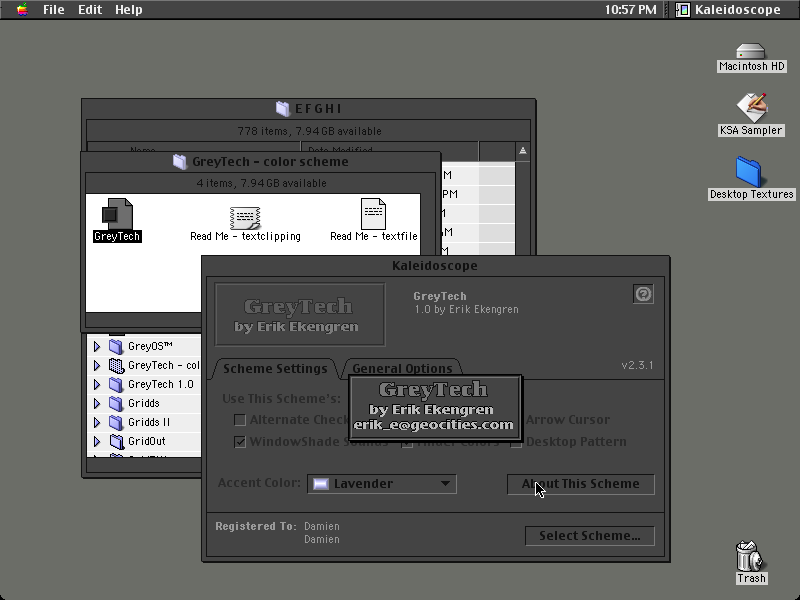 File Edit Help
10:57 PM
Kaleidoscope
Macintosh HD
KSA Sampler
Desktop Textures
Trash
E F G H I
778 items, 7.94 GB available
Name
Date Modified
GreyTech – color scheme
4 items, 7.94 GB available
GreyTech
Read Me – textclipping
Read Me – textfile
M
PM
M
GreyOS™
GreyTech – col
GreyTech 1.0
Gridds
Gridds II
GridOut
Kaleidoscope
GreyTech
by Erik Ekengren
GreyTech
1.0 by Erik Ekengren
Scheme Settings
General Options
v2.3.1
Use This Scheme's:
GreyTech
by Erik Ekengren
erik_e@geocities.com
Alternate Check
Arrow Cursor
WindowShade Sounds
Finder Colors
Desktop Pattern
Accent Color:
Lavender
About This Scheme
Registered To:
Damien
Damien
Select Scheme...